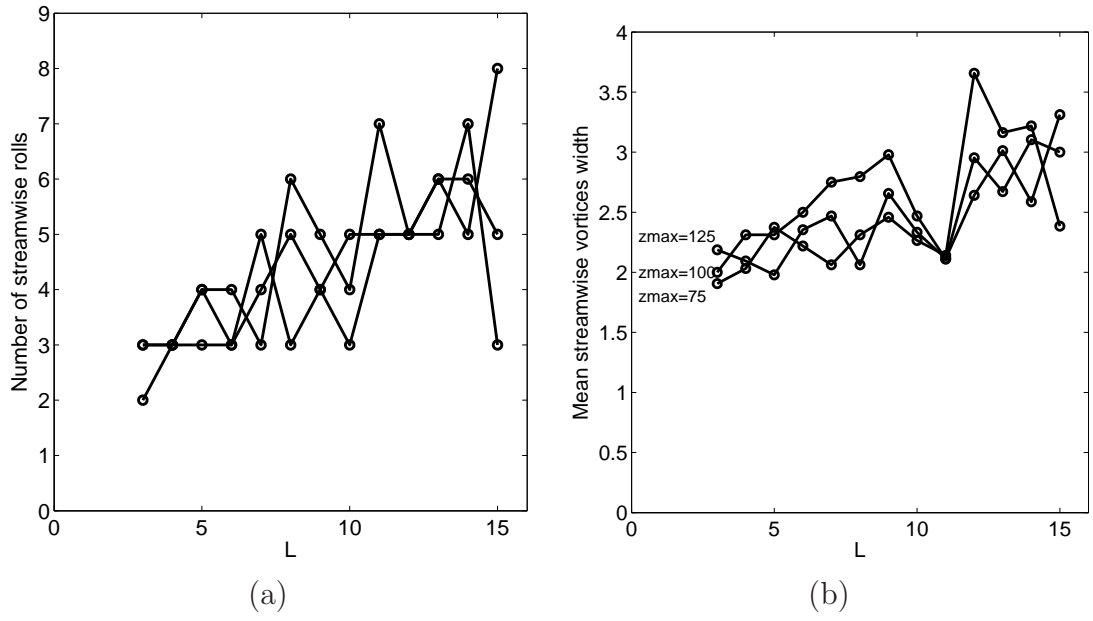 9
8
7
6
5
4
3
2
1
0
0 5 10 15
L
Number of streamwise rolls
(a)
4
3.5
3
2.5
2
1.5
1
0.5
0
0 5 10 15
L
Mean streamwise vortices width
zmax=125
zmax=100
zmax=75
(b)